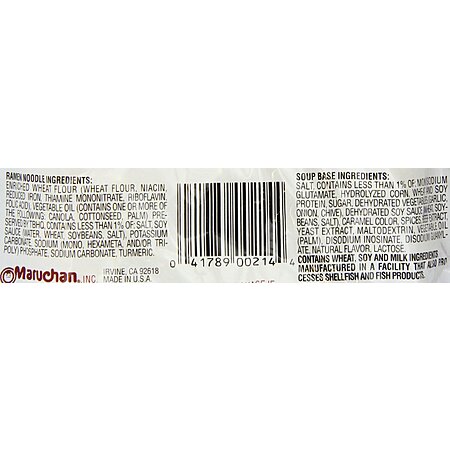 RAMEN NOODLE INGREDIENTS:
ENRICHED WHEAT FLOUR (WHEAT FLOUR, NIACIN,
REDUCED IRON, THIAMINE MONONITRATE, RIBOFLAVIN,
FOLIC ACID), VEGETABLE OIL (CONTAINS ONE OR MORE OF
THE FOLLOWING: CANOLA, COTTONSEED, PALM) PRE-
SERVED BY TBHQ. CONTAINS LESS THAN 1% OF: SALT, SOY
SAUCE (WATER, WHEAT, SOYBEANS, SALT), POTASSIUM
CARBONATE, SODIUM (MONO, HEXAMETA, AND/OR TRI-
POLY) PHOSPHATE, SODIUM CARBONATE, TURMERIC.
Maruchan, INC.
IRVINE, CA 92618
MADE IN U.S.A.
0 41789 00214 4
SOUP BASE INGREDIENTS:
SALT, CONTAINS LESS THAN 1% OF: MONOSODIUM
GLUTAMATE, HYDROLYZED CORN, WHEAT AND SOY
PROTEIN, SUGAR, DEHYDRATED VEGETABLES (GARLIC,
ONION, CHIVE), DEHYDRATED SOY SAUCE (WHEAT, SOY-
BEANS, SALT), CARAMEL COLOR, SPICES, BEEF EXTRACT,
YEAST EXTRACT, MALTODEXTRIN, VEGETABLE OIL
(PALM), DISODIUM INOSINATE, DISODIUM GUANYL-
ATE, NATURAL FLAVOR, LACTOSE.
CONTAINS WHEAT, SOY AND MILK INGREDIENTS
MANUFACTURED IN A FACILITY THAT ALSO PRO-
CESSES SHELLFISH AND FISH PRODUCTS.